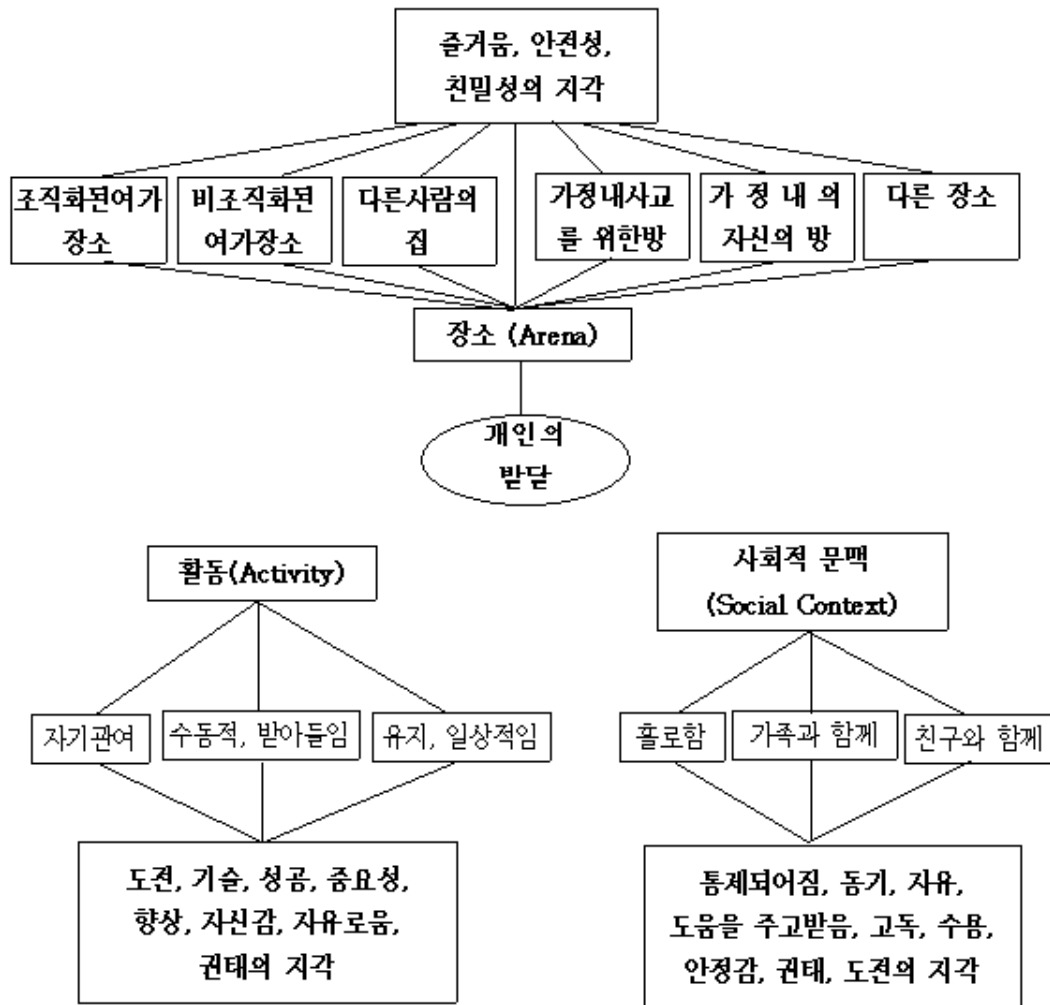 즐거움, 안전성,
친밀성의 지각
조직화된여가
장소
비조직화된
여가장소
다른사람의
집
가정내사교
를 위한방
가 정 내 의
자신의 방
다른 장소
장소 (Arena)
개인의
발달
활동(Activity)
사회적 문맥
(Social Context)
자기관여
수동적, 받아들임
유지, 일상적임
홀로함
가족과 함께
친구와 함께
도전, 기술, 성공, 중요성,
향상, 자신감, 자유로움,
권태의 지각
통제되어짐, 동기, 자유,
도움을 주고받음, 고독, 수용,
안정감, 권태, 도전의 지각